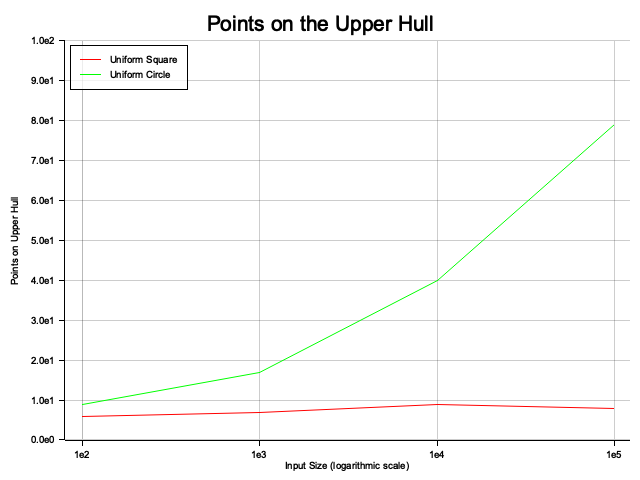 Points on the Upper Hull
Uniform Square
Uniform Circle
1.0e2
9.0e1
8.0e1
7.0e1
6.0e1
5.0e1
4.0e1
3.0e1
2.0e1
1.0e1
0.0e0
Points on Upper Hull
1e2
1e3
1e4
1e5
Input Size (logarithmic scale)